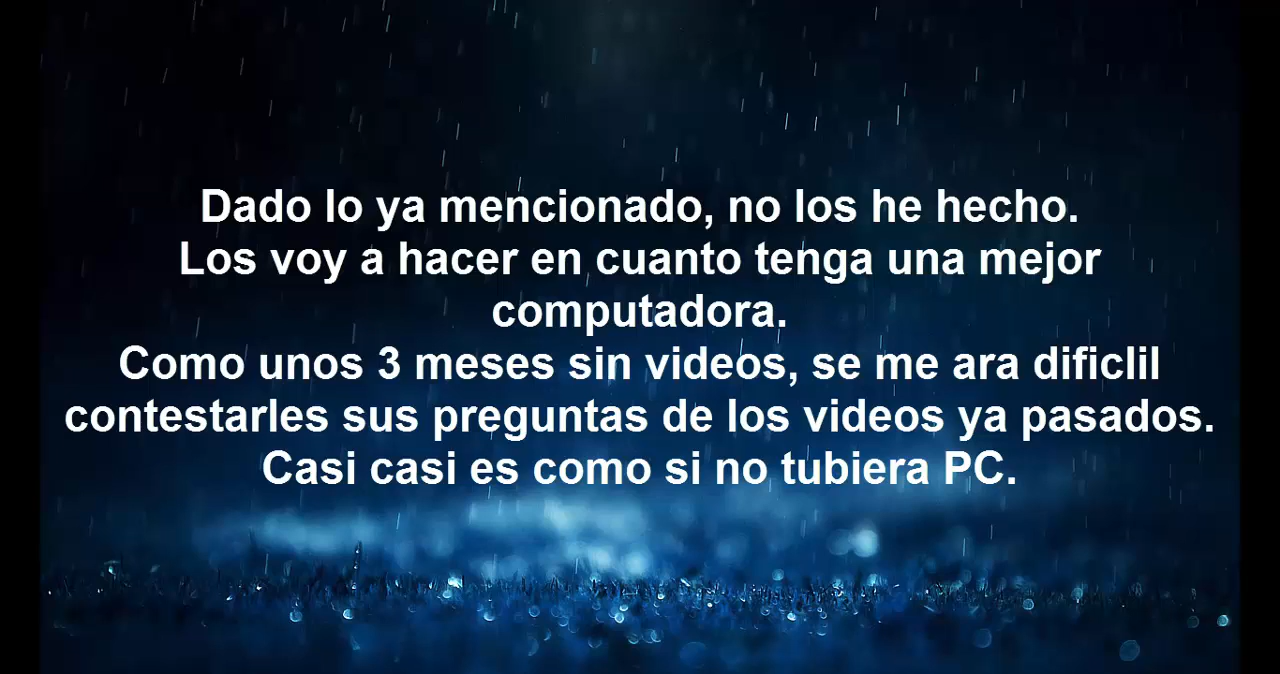 Dado lo ya mencionado, no los he hecho.
Los voy a hacer en cuanto tenga una mejor
computadora.
Como unos 3 meses sin videos, se me ara dificlil
contestarles sus preguntas de los videos ya pasados.
Casi casi es como si no tubiera PC.